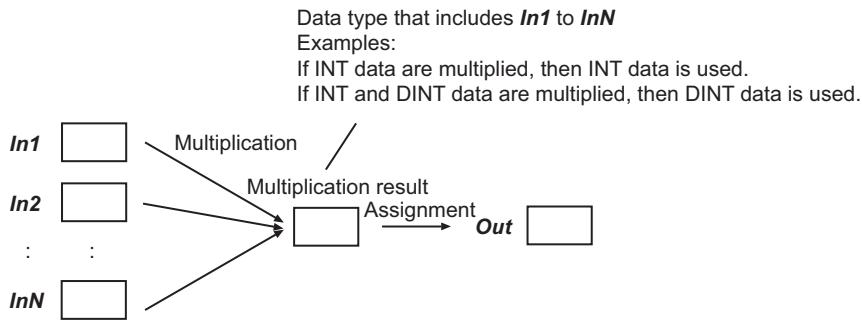 Data type that includes In1 to InN
Examples:
If INT data are multiplied, then INT data is used.
If INT and DINT data are multiplied, then DINT data is used.
In1
Multiplication
In2
Multiplication result
Assignment
Out
: :
InN